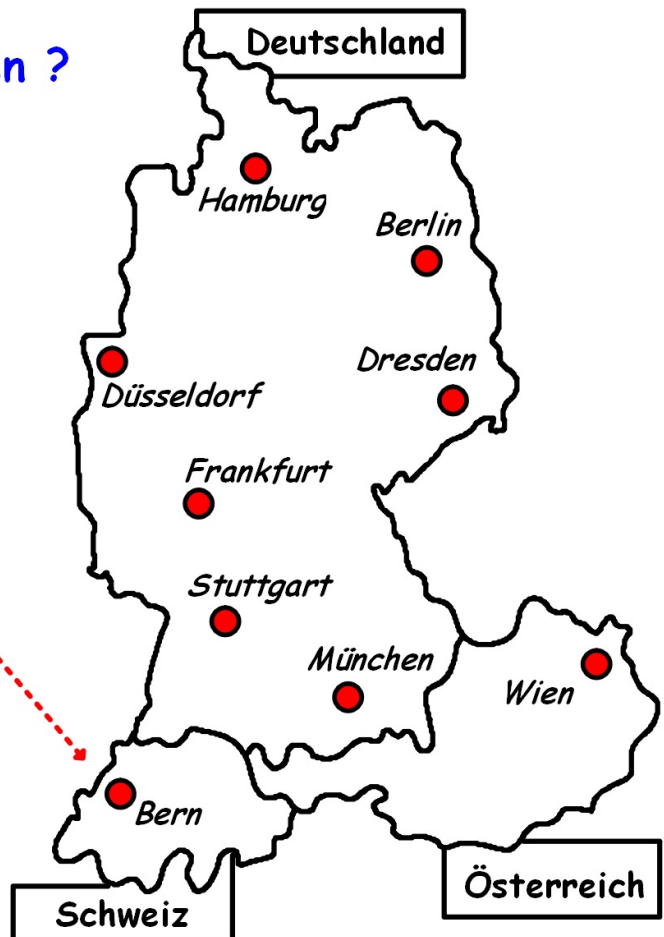 Deutschland
n ?
Hamburg
Berlin
Dresden
Düsseldorf
Frankfurt
Stuttgart
München
Wien
Bern
Österreich
Schweiz